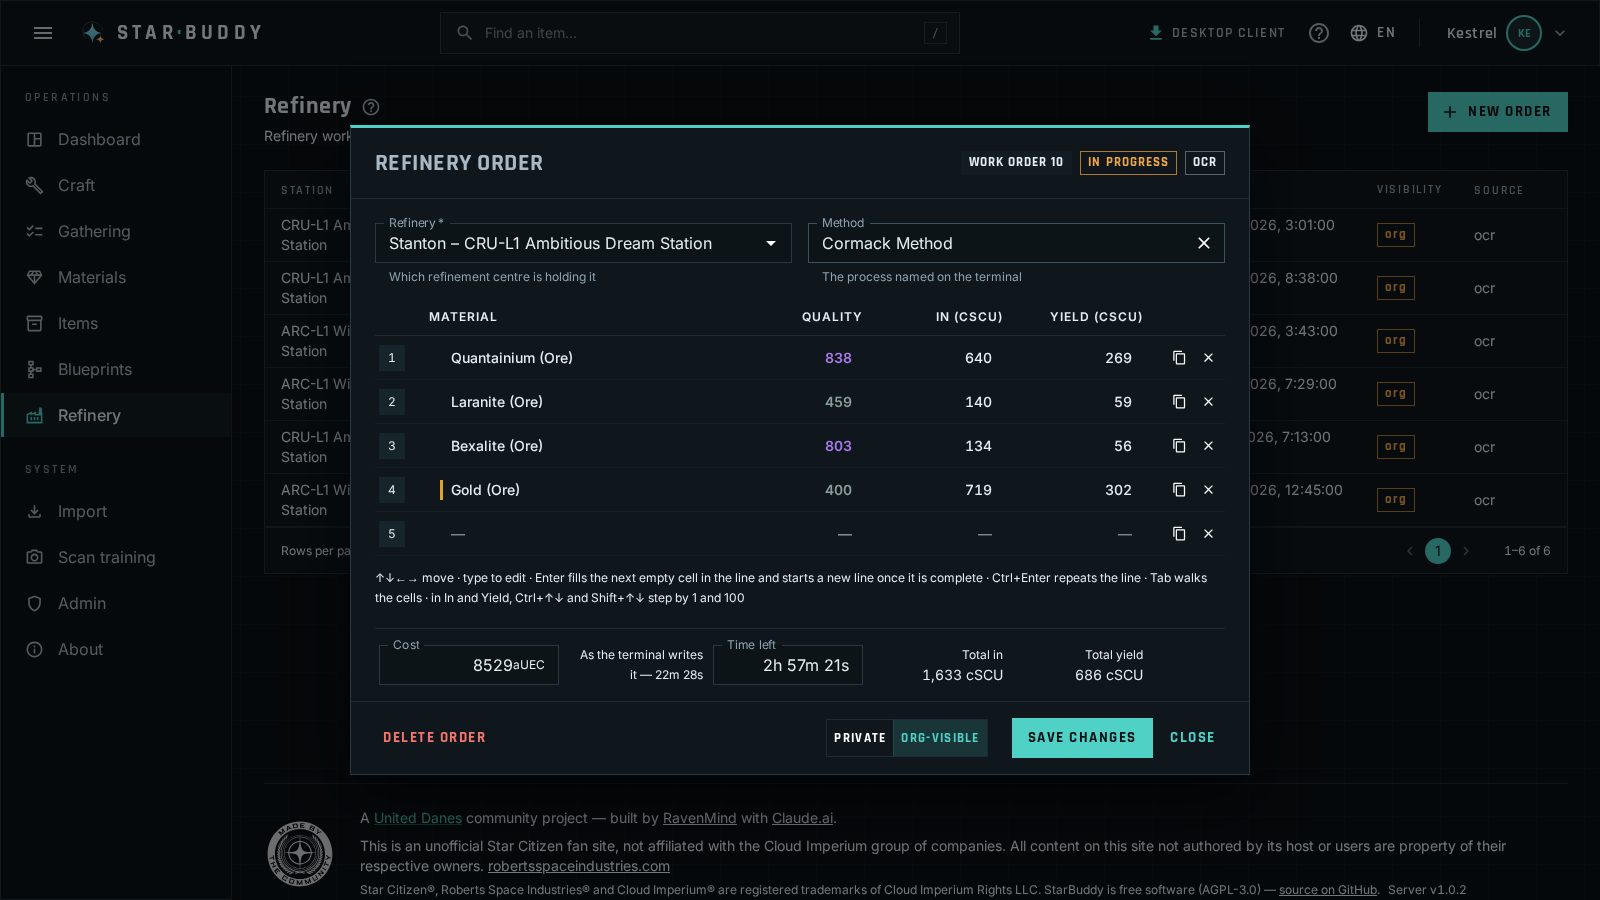 STAR·BUDDY
Find an item...
/
DESKTOP CLIENT
EN
Kestrel
KE
OPERATIONS
Dashboard
Craft
Gathering
Materials
Items
Blueprints
Refinery
SYSTEM
Import
Scan training
Admin
About
Refinery
Refinery work
NEW ORDER
STATION
VISIBILITY
SOURCE
CRU-L1 Am
Station
026, 3:01:00
org
ocr
CRU-L1 Am
Station
026, 8:38:00
org
ocr
ARC-L1 Wi
Station
026, 3:43:00
org
ocr
ARC-L1 Wi
Station
026, 7:29:00
org
ocr
CRU-L1 Am
Station
026, 7:13:00
org
ocr
ARC-L1 Wi
Station
026, 12:45:00
org
ocr
Rows per pa
1
1–6 of 6
REFINERY ORDER
WORK ORDER 10
IN PROGRESS
OCR
Refinery *
Stanton – CRU-L1 Ambitious Dream Station
Which refinement centre is holding it
Method
Cormack Method
The process named on the terminal
MATERIAL QUALITY IN (CSCU) YIELD (CSCU)
1 Quantainium (Ore) 838 640 269
2 Laranite (Ore) 459 140 59
3 Bexalite (Ore) 803 134 56
4 Gold (Ore) 400 719 302
5 — — — —
↑↓←→ move · type to edit · Enter fills the next empty cell in the line and starts a new line once it is complete · Ctrl+Enter repeats the line · Tab walks
the cells · in In and Yield, Ctrl+↑↓ and Shift+↑↓ step by 1 and 100
Cost
8529aUEC
As the terminal writes
it — 22m 28s
Time left
2h 57m 21s
Total in
1,633 cSCU
Total yield
686 cSCU
DELETE ORDER
PRIVATE
ORG-VISIBLE
SAVE CHANGES
CLOSE
MADE BY
THE COMMUNITY
A United Danes community project — built by RavenMind with Claude.ai.
This is an unofficial Star Citizen fan site, not affiliated with the Cloud Imperium group of companies. All content on this site not authored by its host or users are property of their
respective owners. robertsspaceindustries.com
Star Citizen®, Roberts Space Industries® and Cloud Imperium® are registered trademarks of Cloud Imperium Rights LLC. StarBuddy is free software (AGPL-3.0) — source on GitHub. Server v1.0.2